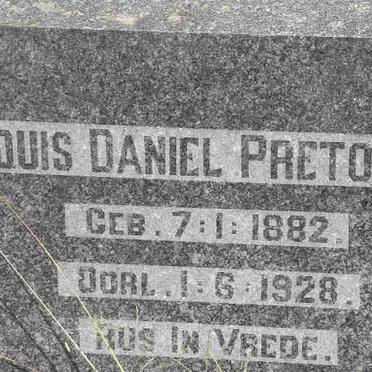 OUIS DANIEL PRETO
GEB. 7:1:1882.
OORL. 1:6:1928.
RUS IN VREDE.